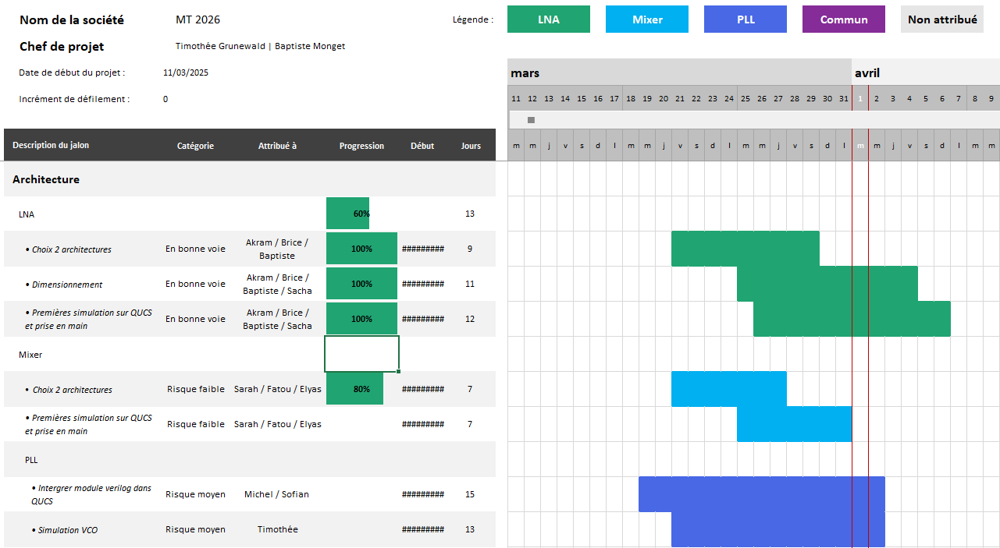 Nom de la société MT 2026 Légende : LNA Mixer PLL Commun Non attribué
Chef de projet Timothée Grunewald | Baptiste Monget
Date de début du projet : 11/03/2025 mars avril
Incrément de défilement : 0 11 12 13 14 15 16 17 18 19 20 21 22 23 24 25 26 27 28 29 30 31 1 2 3 4 5 6 7 8 9
Description du jalon Catégorie Attribué à Progression Début Jours m m j v s d l m m j v s d l m m j v s d l m m j v s d l m m
Architecture
LNA 60% 13
• Choix 2 architectures En bonne voie Akram / Brice /
Baptiste 100% ######### 9
• Dimensionnement En bonne voie Akram / Brice /
Baptiste / Sacha 100% ######### 11
• Premières simulation sur QUCS
et prise en main En bonne voie Akram / Brice /
Baptiste / Sacha 100% ######### 12
Mixer
• Choix 2 architectures Risque faible Sarah / Fatou / Elyas 80% ######### 7
• Premières simulation sur QUCS
et prise en main Risque faible Sarah / Fatou / Elyas ######### 7
PLL
• Intergrer module verilog dans
QUCS Risque moyen Michel / Sofian ######### 15
• Simulation VCO Risque moyen Timothée ######### 13